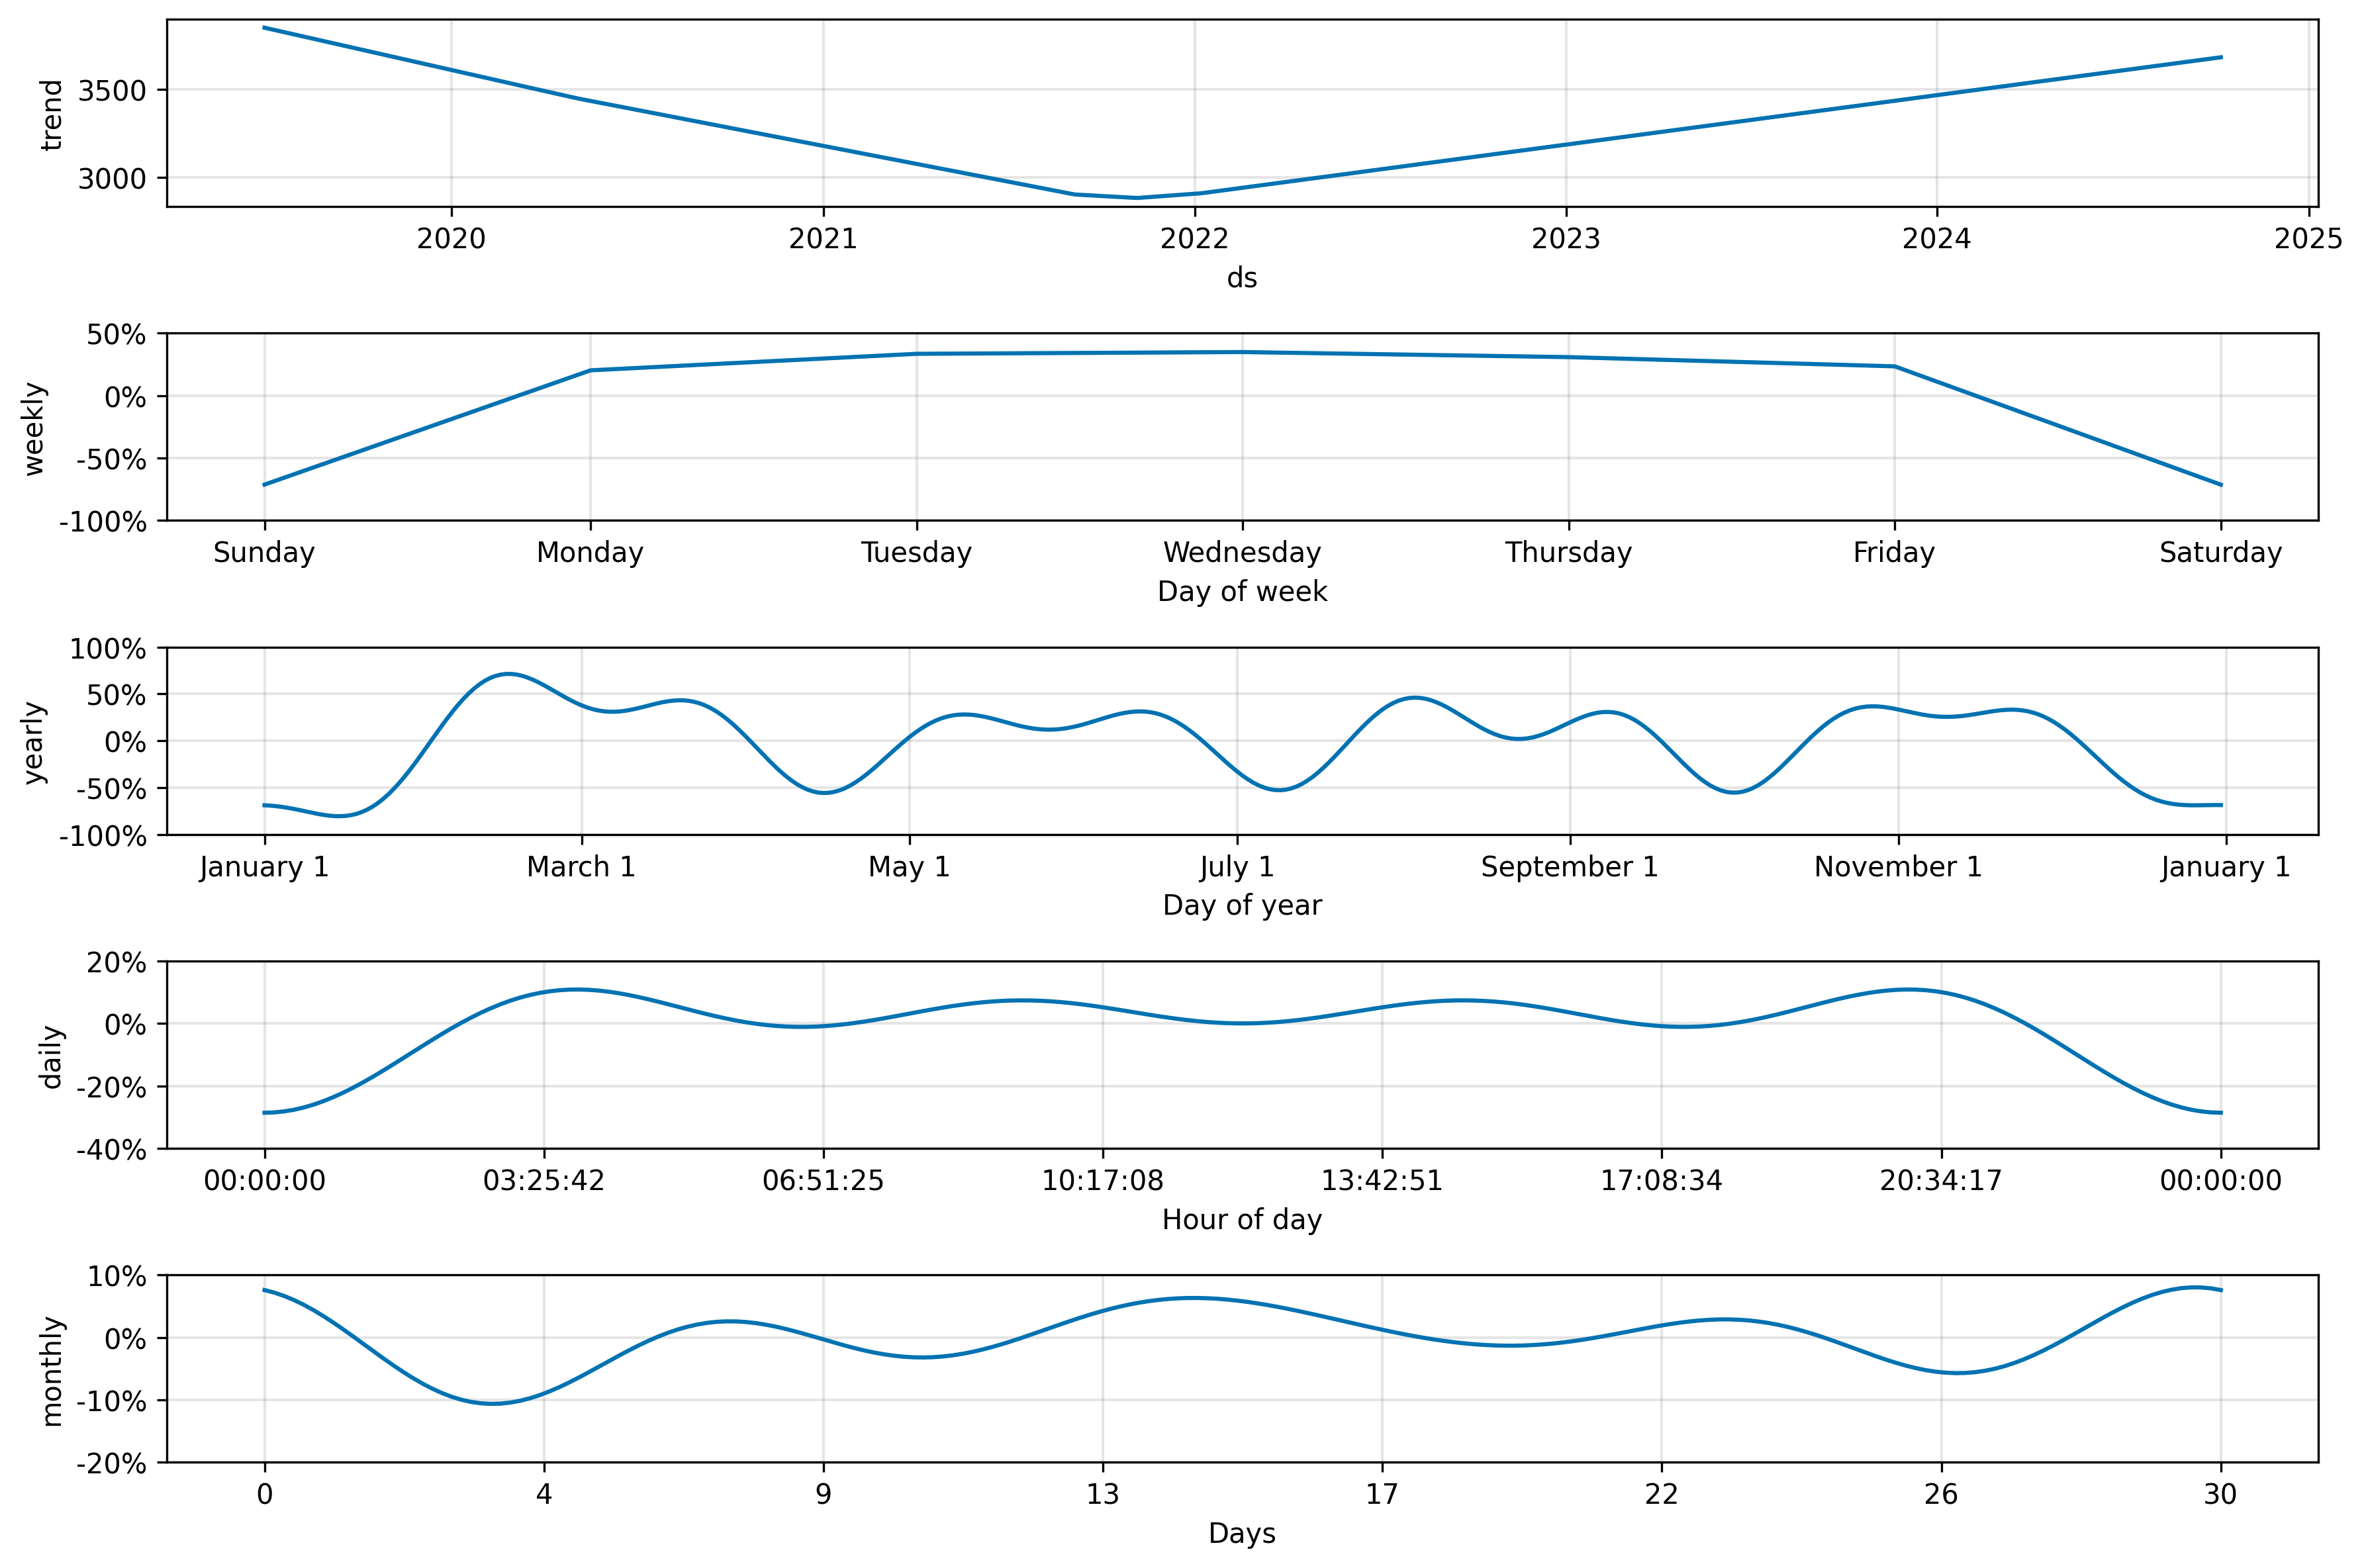 trend
3500
3000
2020 2021 2022 2023 2024 2025
ds
weekly
50%
0%
-50%
-100%
Sunday Monday Tuesday Wednesday Thursday Friday Saturday
Day of week
yearly
100%
50%
0%
-50%
-100%
January 1 March 1 May 1 July 1 September 1 November 1 January 1
Day of year
daily
20%
0%
-20%
-40%
00:00:00 03:25:42 06:51:25 10:17:08 13:42:51 17:08:34 20:34:17 00:00:00
Hour of day
monthly
10%
0%
-10%
-20%
0 4 9 13 17 22 26 30
Days